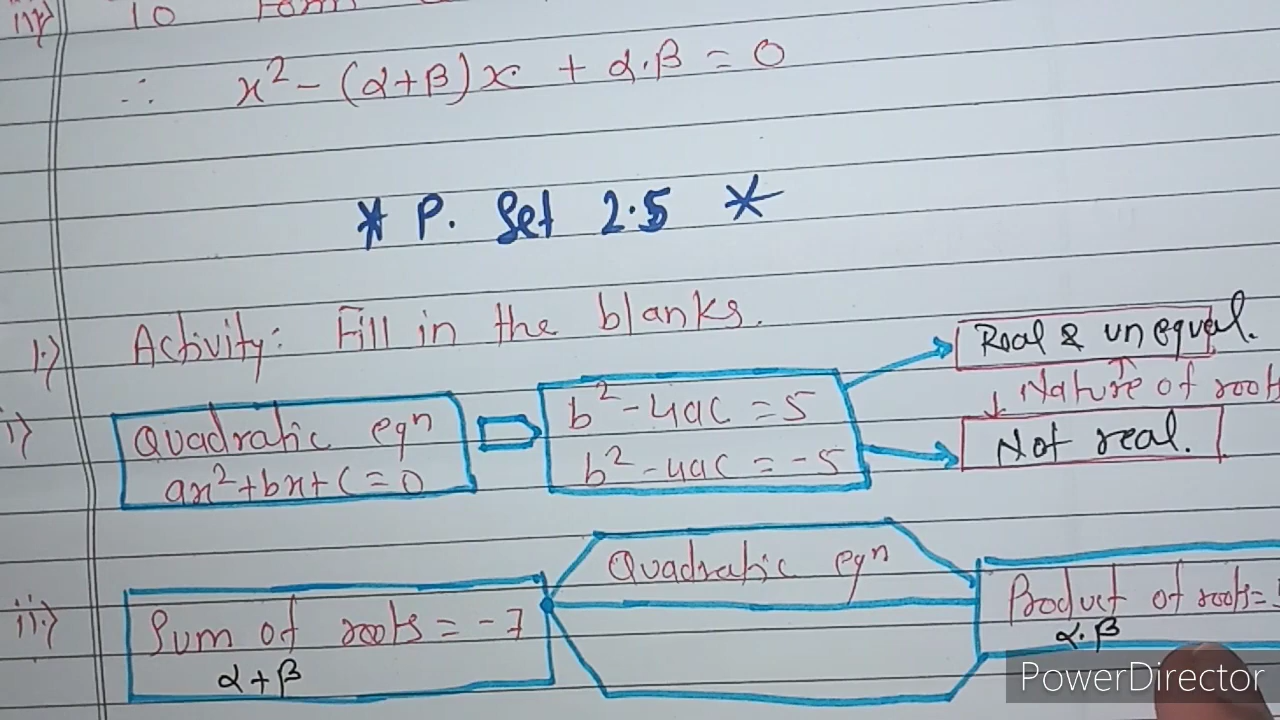 10 Form
∴ x² - (α+β)x + α.β = 0
* P. Set 2.5 *
1.) Activity: Fill in the blanks.
i) Quadratic eqn
ax²+bx+c=0
b²-4ac = 5
b²-4ac = -5
Real & unequal.
↑
↓ Nature of roots
Not real.
ii) Sum of roots = -7
α+β
Quadratic eqn
Product of roots=
α.β
PowerDirector